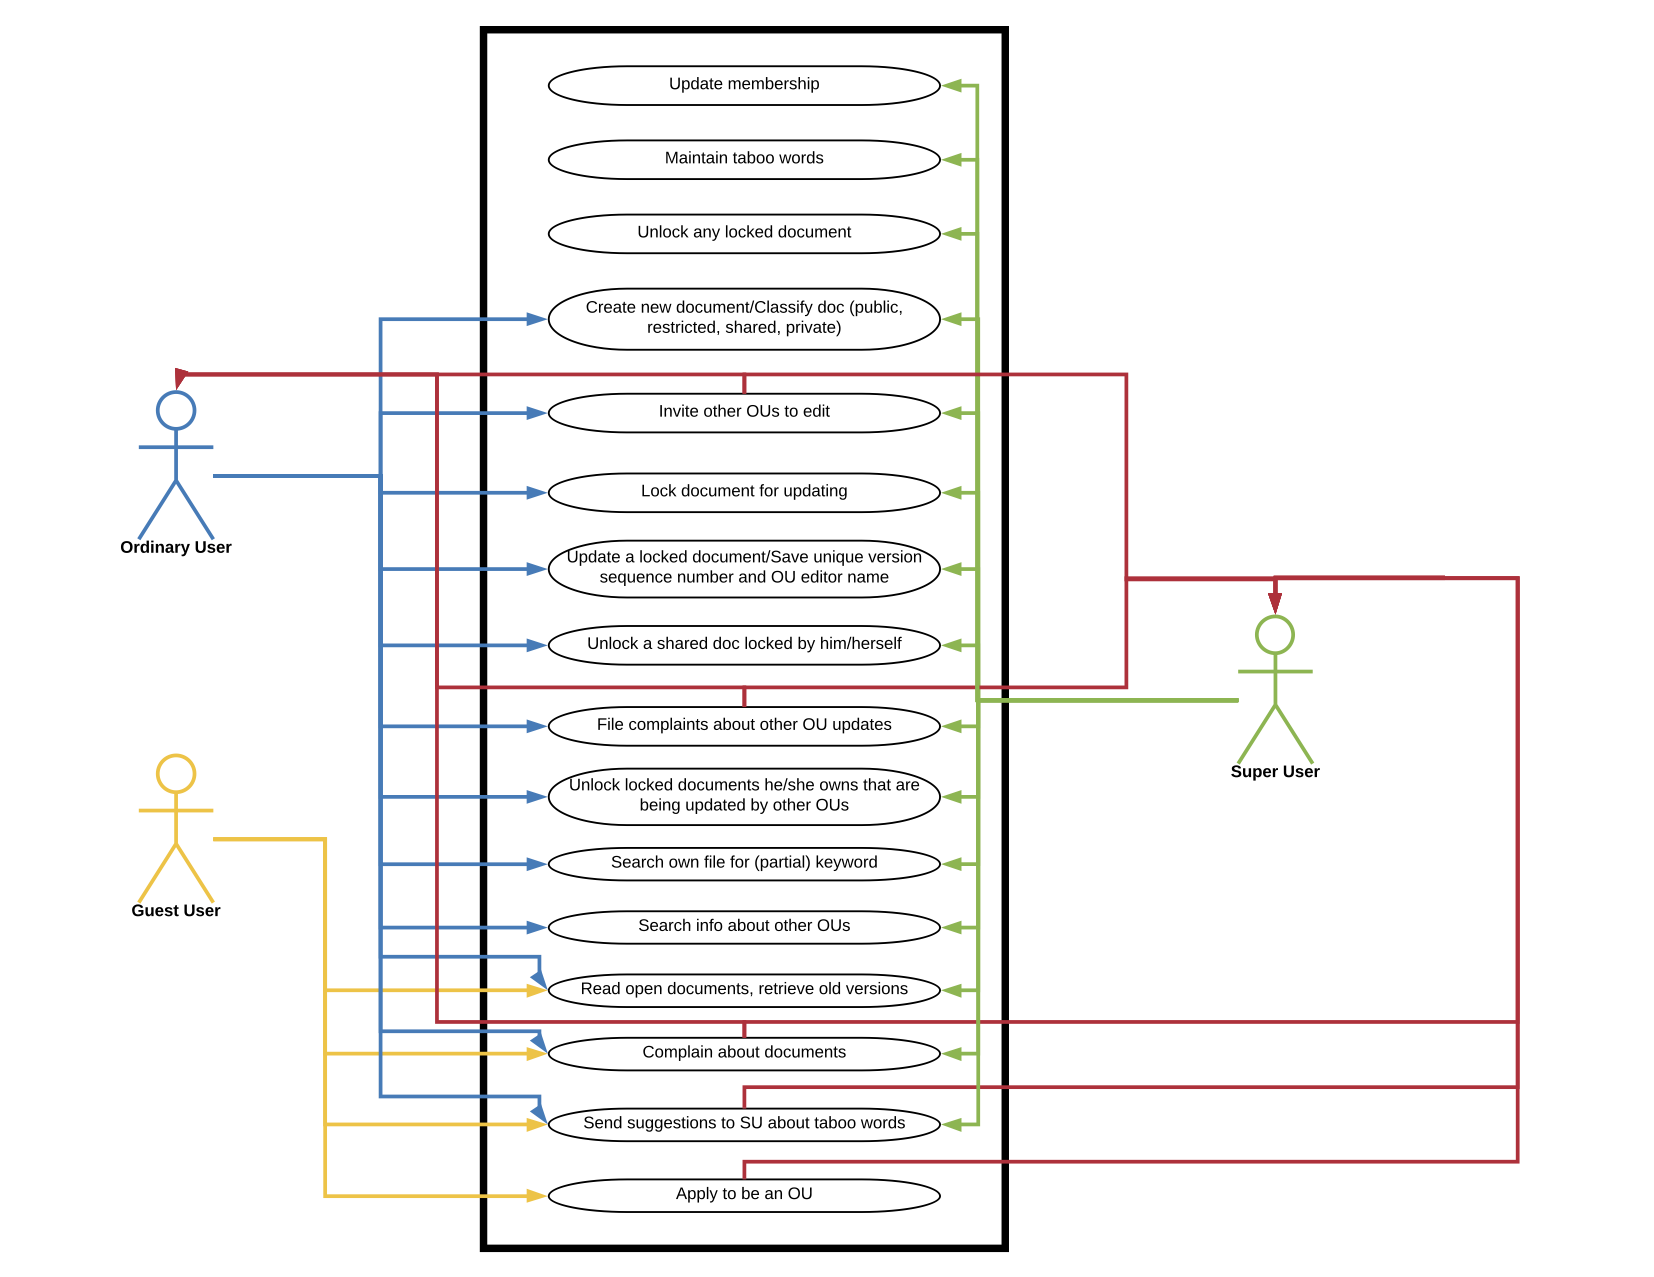 Update membership
Maintain taboo words
Unlock any locked document
Create new document/Classify doc (public,
restricted, shared, private)
Invite other OUs to edit
Lock document for updating
Ordinary User
Update a locked document/Save unique version
sequence number and OU editor name
Unlock a shared doc locked by him/herself
File complaints about other OU updates
Super User
Unlock locked documents he/she owns that are
being updated by other OUs
Search own file for (partial) keyword
Guest User
Search info about other OUs
Read open documents, retrieve old versions
Complain about documents
Send suggestions to SU about taboo words
Apply to be an OU